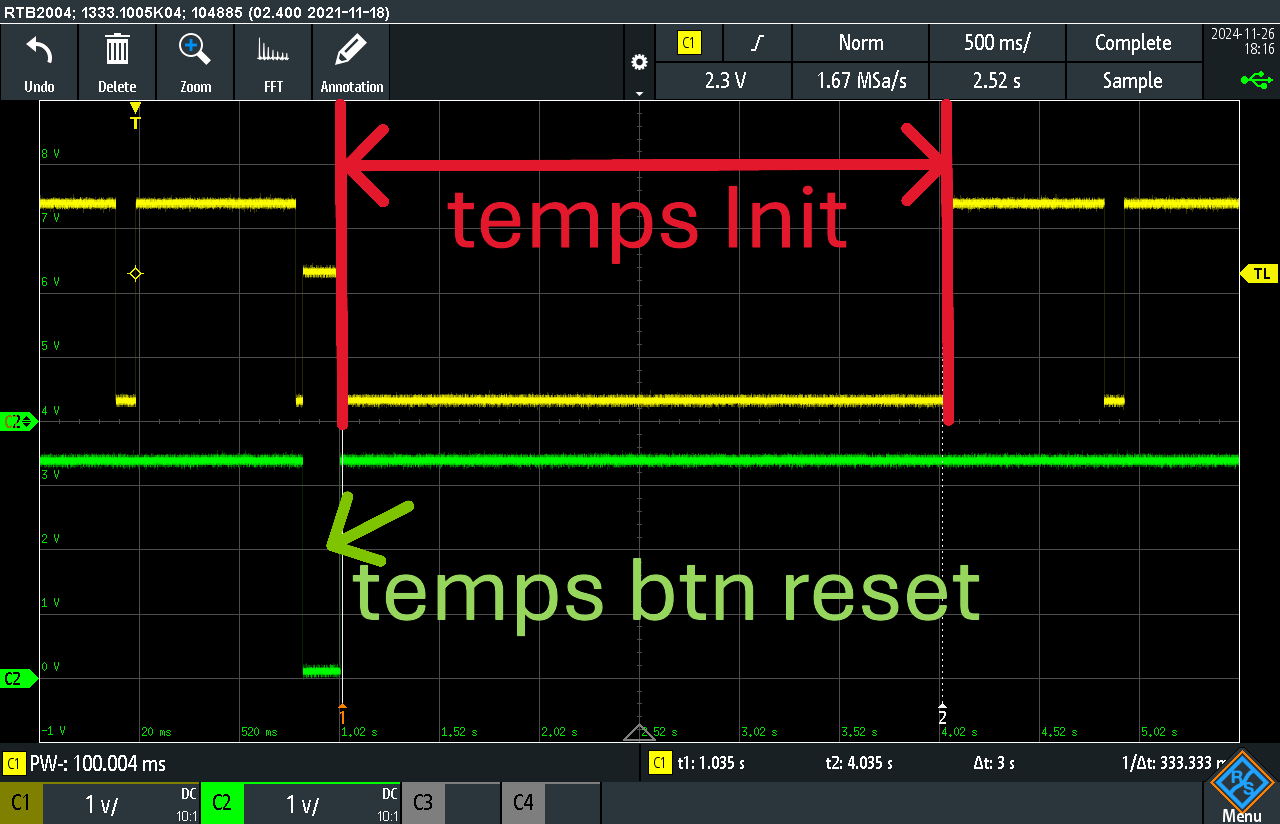 RTB2004; 1333.1005K04; 104885 (02.400 2021-11-18)
Undo
Delete
Zoom
FFT
Annotation
C1
Norm
500 ms/
Complete
2.3 V
1.67 MSa/s
2.52 s
Sample
2024-11-26
18:16
T
8 V
7 V
6 V
5 V
4 V
3 V
2 V
1 V
0 V
-1 V
temps Init
TL
C2
temps btn reset
C2
1
2
20 ms
520 ms
1.02 s
1.52 s
2.02 s
2.52 s
3.02 s
3.52 s
4.02 s
4.52 s
5.02 s
C1 PW-: 100.004 ms
C1 t1: 1.035 s t2: 4.035 s Δt: 3 s 1/Δt: 333.333
C1 1 V/ DC 10:1
C2 1 V/ DC 10:1
C3
C4
R S
Menu